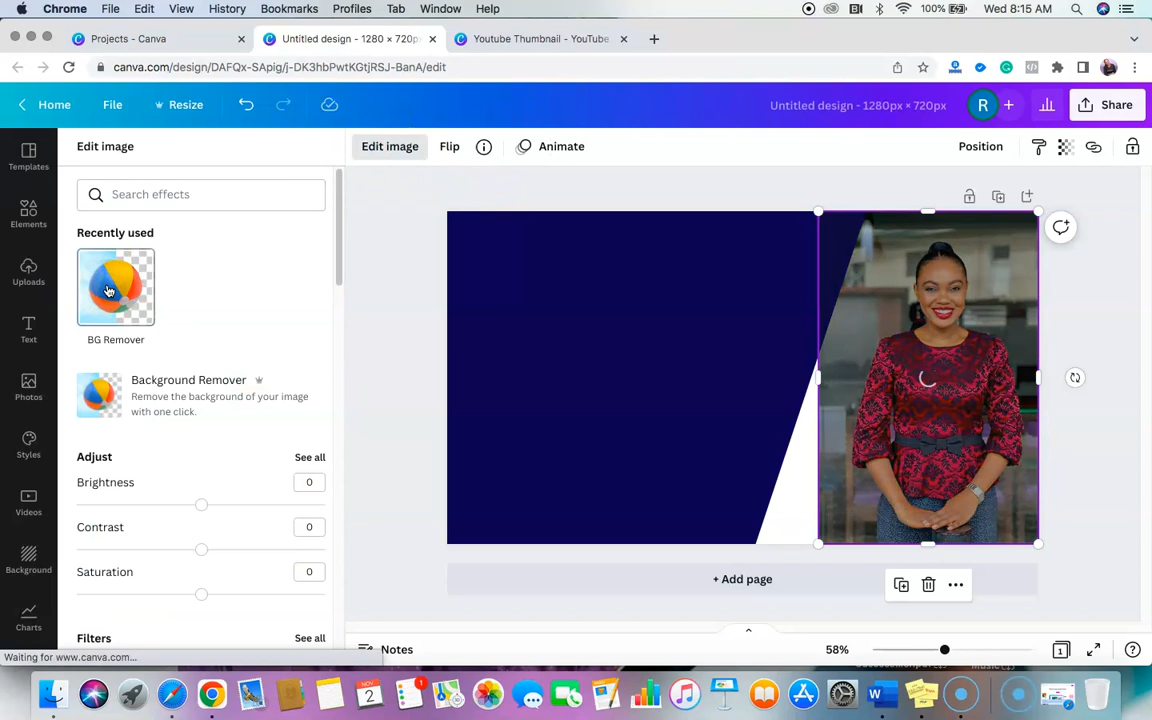 Chrome File Edit View History Bookmarks Profiles Tab Window Help 100% Wed 8:15 AM
Projects - Canva
Untitled design - 1280 × 720p
Youtube Thumbnail - YouTube
canva.com/design/DAFQx-SApig/j-DK3hbPwtKGtjRSJ-BanA/edit
Home File Resize Untitled design - 1280px × 720px R Share
Edit image
Edit image Flip Animate Position
Templates
Elements
Uploads
Text
Photos
Styles
Videos
Background
Charts
Search effects
Recently used
BG Remover
Background Remover
Remove the background of your image
with one click.
Adjust See all
Brightness 0
Contrast 0
Saturation 0
Filters See all
Waiting for www.canva.com...
+ Add page
Notes 58% 1
NOV
2
1